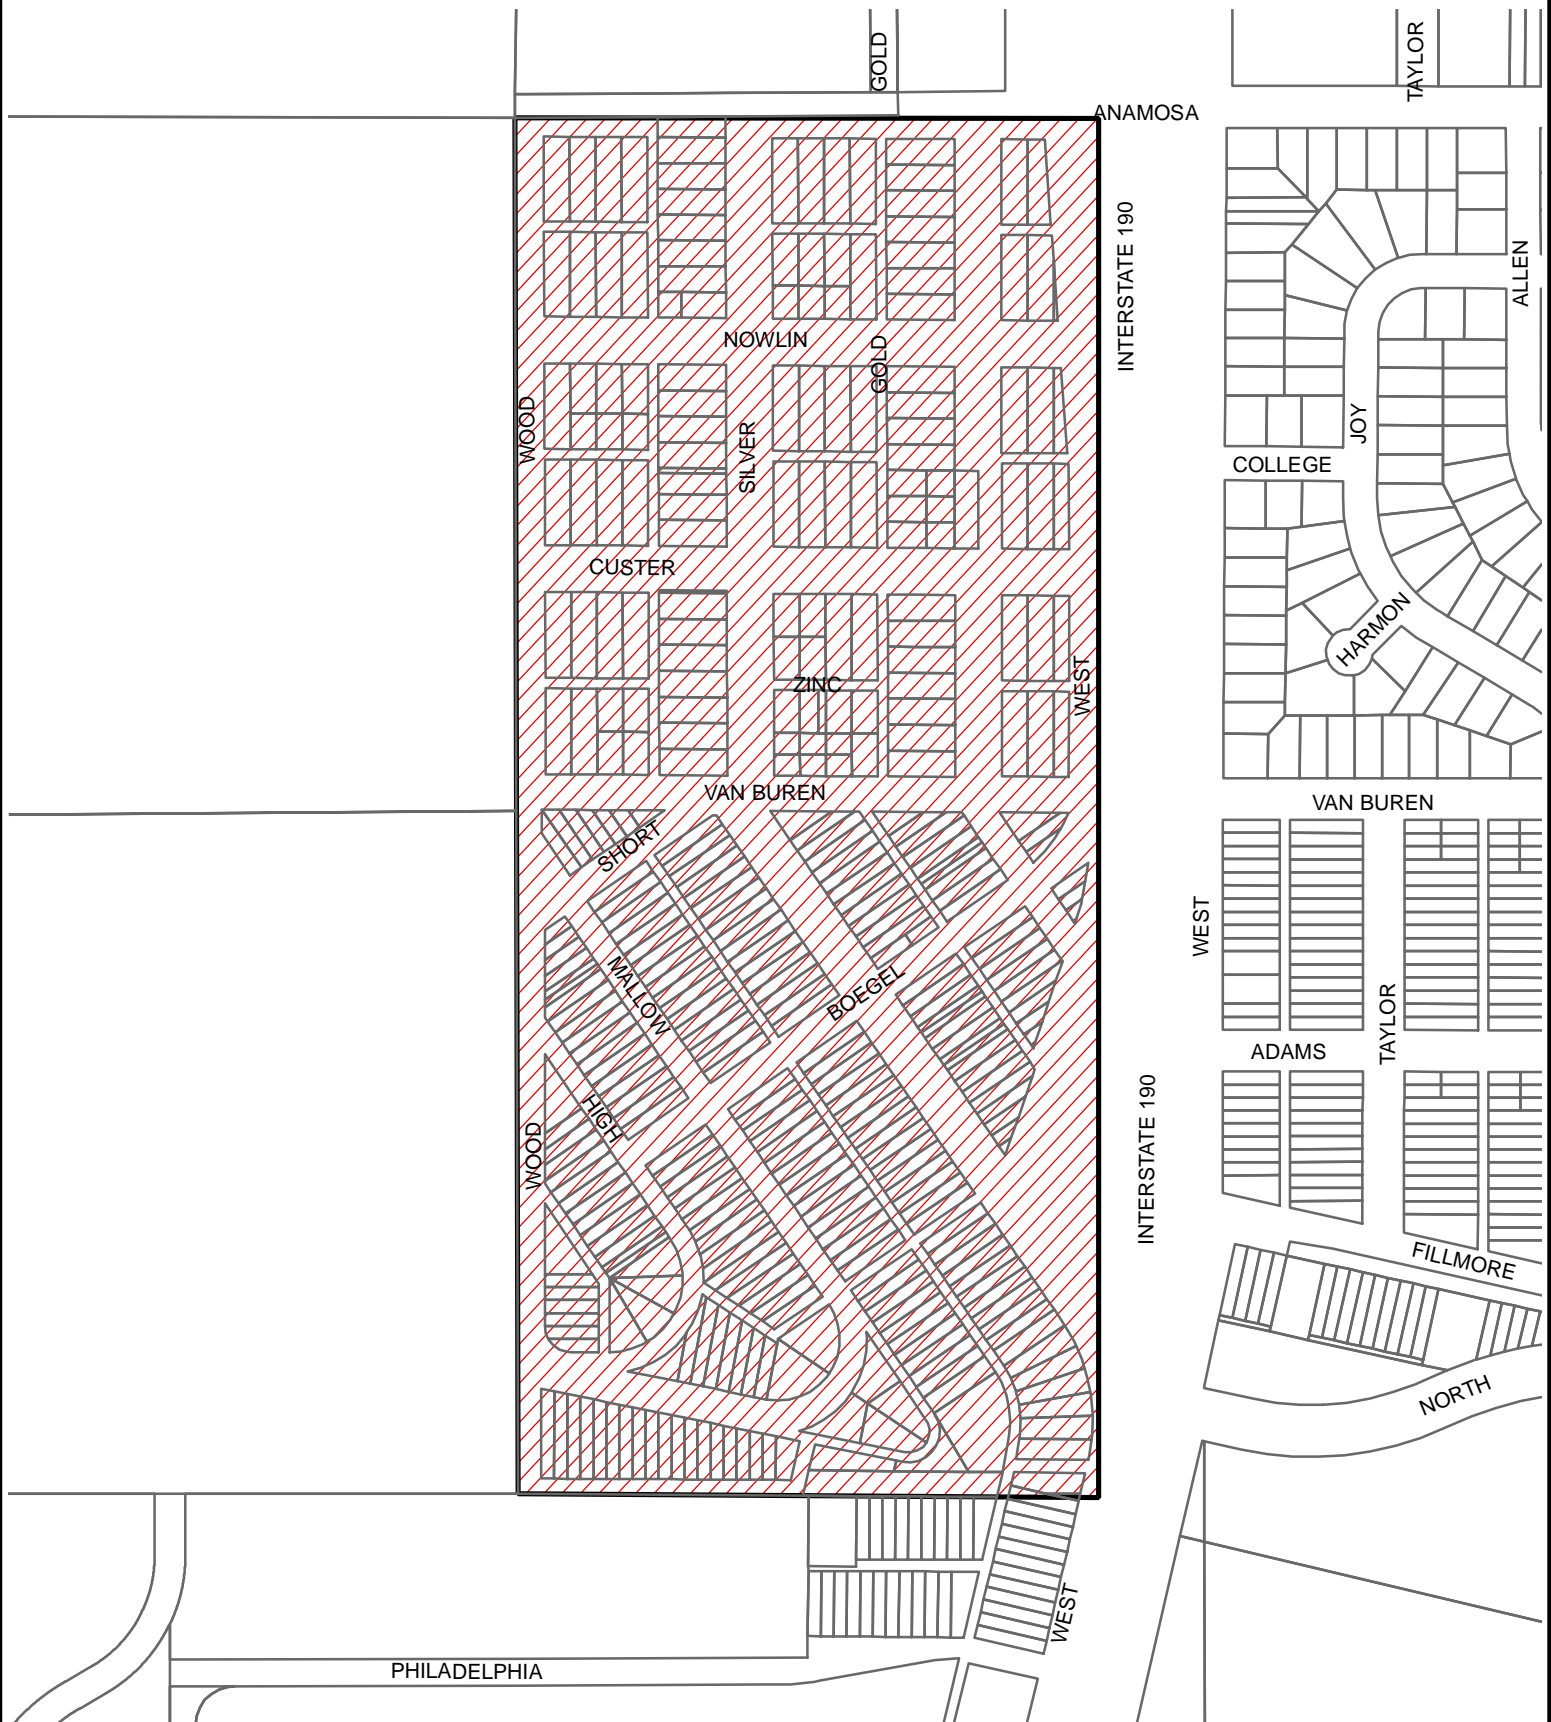 GOLD
TAYLOR
ANAMOSA
INTERSTATE 190
ALLEN
NOWLIN
GOLD
WOOD
SILVER
JOY
COLLEGE
CUSTER
HARMON
ZINC
WEST
VAN BUREN
VAN BUREN
SHORT
WEST
MALLOW
BOEGEL
TAYLOR
ADAMS
HIGH
WOOD
INTERSTATE 190
FILLMORE
NORTH
WEST
PHILADELPHIA